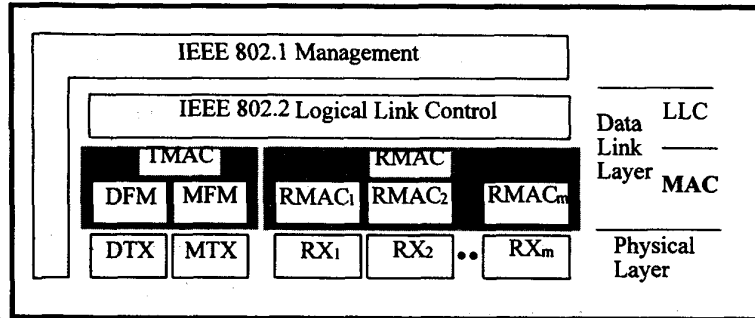 IEEE 802.1 Management
IEEE 802.2 Logical Link Control
TMAC RMAC
DFM MFM RMAC1 RMAC2 RMACm
DTX MTX RX1 RX2 •• RXm
Data Link Layer
LLC
MAC
Physical Layer